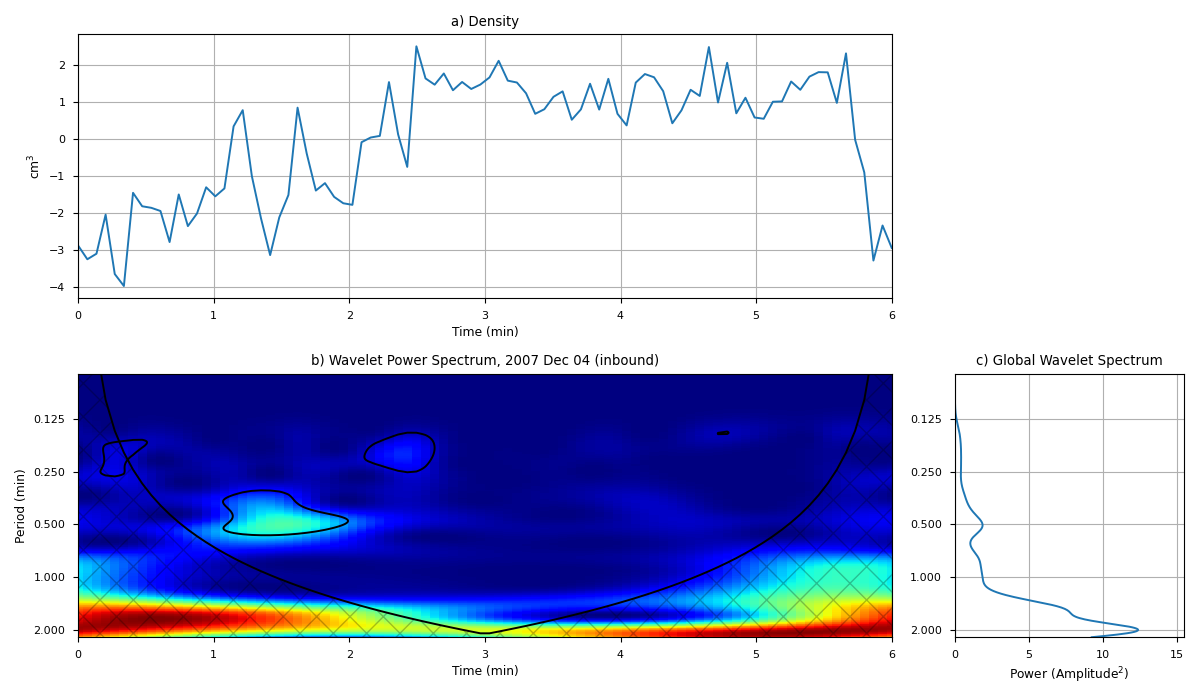 a) Density
2
1
0
−1
−2
−3
−4
cm³
0 1 2 3 4 5 6
Time (min)
b) Wavelet Power Spectrum, 2007 Dec 04 (inbound)
0.125
0.250
0.500
1.000
2.000
Period (min)
0 1 2 3 4 5 6
Time (min)
c) Global Wavelet Spectrum
0.125
0.250
0.500
1.000
2.000
0 5 10 15
Power (Amplitude²)